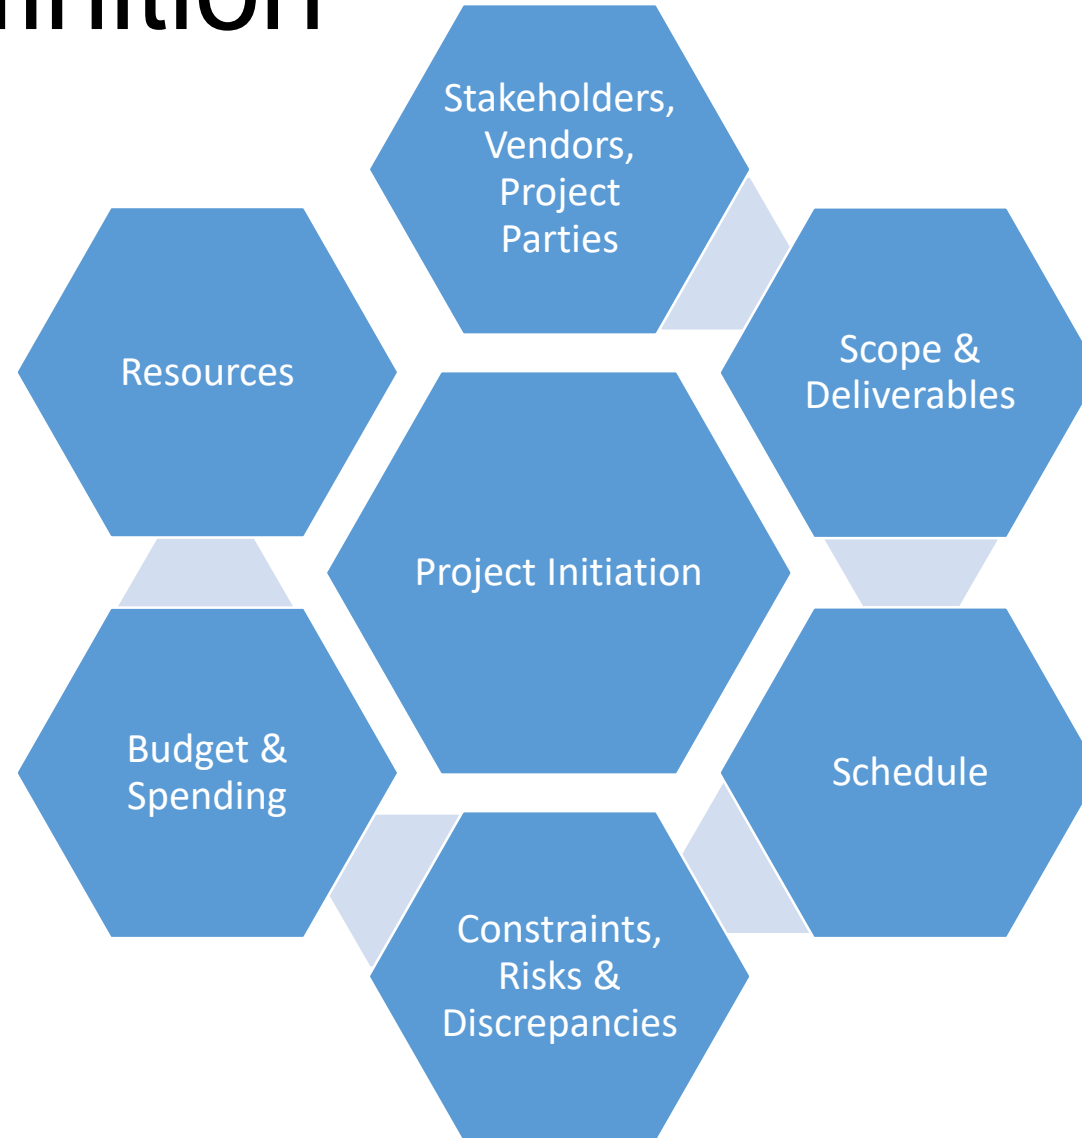 Stakeholders,
Vendors,
Project
Parties
Scope &
Deliverables
Resources
Project Initiation
Schedule
Budget &
Spending
Constraints,
Risks &
Discrepancies